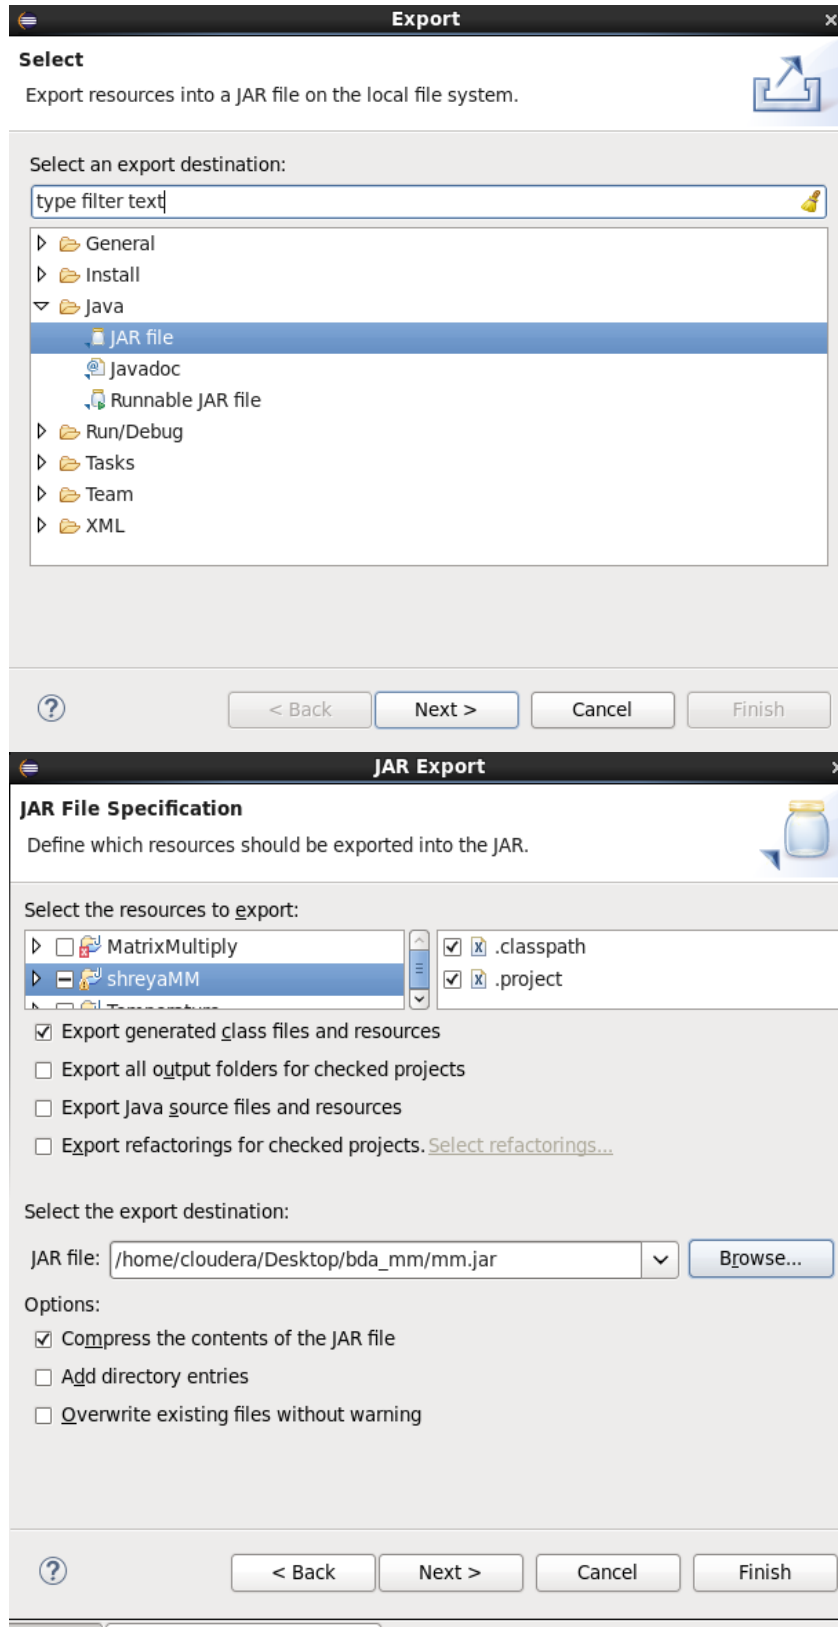 Export
Select
Export resources into a JAR file on the local file system.
Select an export destination:
type filter text
General
Install
Java
JAR file
Javadoc
Runnable JAR file
Run/Debug
Tasks
Team
XML
< Back Next > Cancel Finish
JAR Export
JAR File Specification
Define which resources should be exported into the JAR.
Select the resources to export:
MatrixMultiply .classpath
shreyaMM .project
Temperature
Export generated class files and resources
Export all output folders for checked projects
Export Java source files and resources
Export refactorings for checked projects. Select refactorings...
Select the export destination:
JAR file: /home/cloudera/Desktop/bda_mm/mm.jar Browse...
Options:
Compress the contents of the JAR file
Add directory entries
Overwrite existing files without warning
< Back Next > Cancel Finish